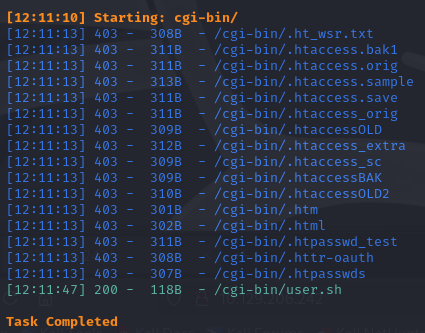 [12:11:10] Starting: cgi-bin/
[12:11:13] 403 - 308B - /cgi-bin/.ht_wsr.txt
[12:11:13] 403 - 311B - /cgi-bin/.htaccess.bak1
[12:11:13] 403 - 311B - /cgi-bin/.htaccess.orig
[12:11:13] 403 - 313B - /cgi-bin/.htaccess.sample
[12:11:13] 403 - 311B - /cgi-bin/.htaccess.save
[12:11:13] 403 - 311B - /cgi-bin/.htaccess_orig
[12:11:13] 403 - 309B - /cgi-bin/.htaccessOLD
[12:11:13] 403 - 312B - /cgi-bin/.htaccess_extra
[12:11:13] 403 - 309B - /cgi-bin/.htaccess_sc
[12:11:13] 403 - 309B - /cgi-bin/.htaccessBAK
[12:11:13] 403 - 310B - /cgi-bin/.htaccessOLD2
[12:11:13] 403 - 301B - /cgi-bin/.htm
[12:11:13] 403 - 302B - /cgi-bin/.html
[12:11:13] 403 - 311B - /cgi-bin/.htpasswd_test
[12:11:13] 403 - 308B - /cgi-bin/.httr-oauth
[12:11:13] 403 - 307B - /cgi-bin/.htpasswds
[12:11:47] 200 - 118B - /cgi-bin/user.sh
Task Completed